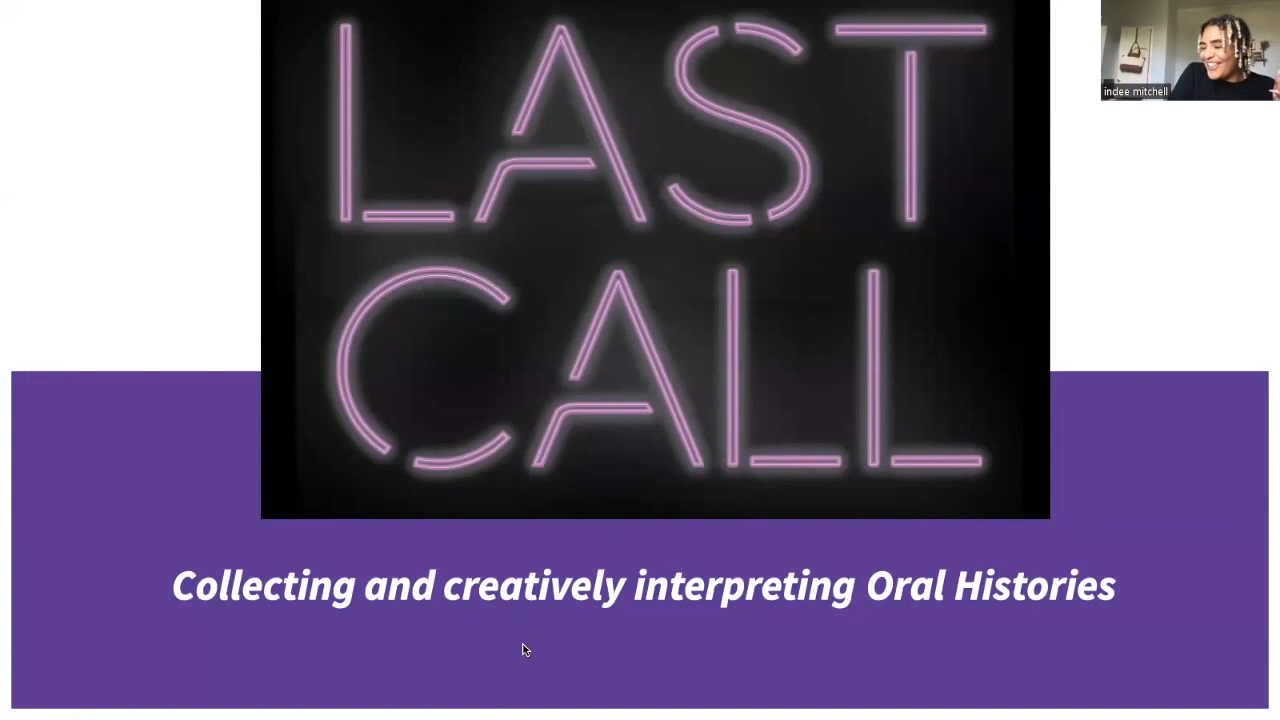 LAST
CALL
indee mitchell
Collecting and creatively interpreting Oral Histories